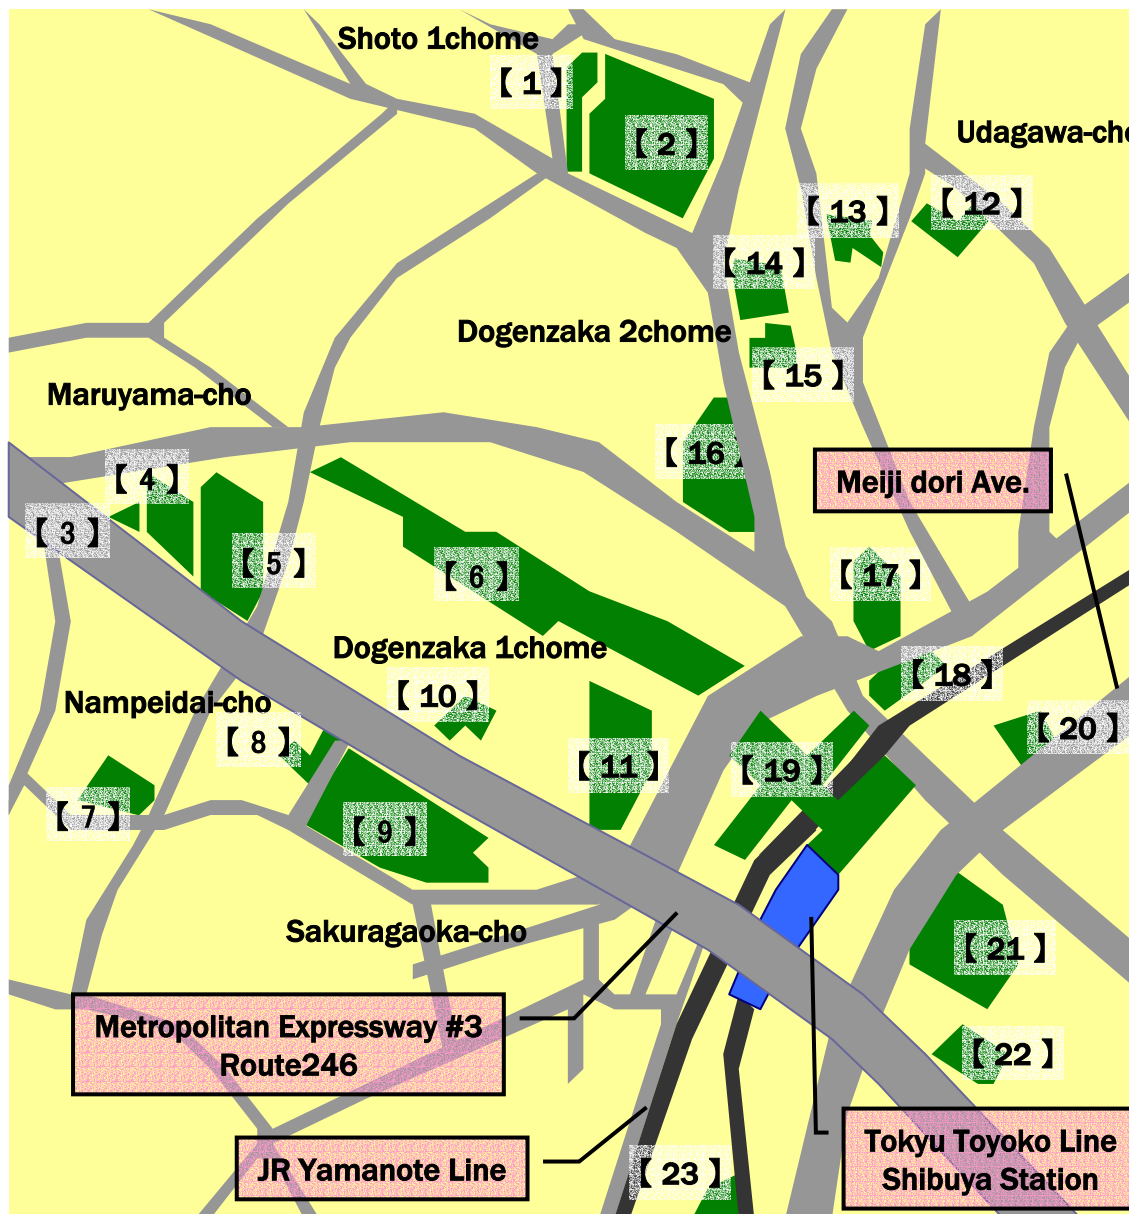 Shoto 1chome
【 1 】
【 2 】
Udagawa-cho
【 12 】
【 13 】
【 14 】
Dogenzaka 2chome
【 15 】
Maruyama-cho
【 16 】
【 4 】
Meiji dori Ave.
【 3 】
【 5 】
【 6 】
【 17 】
Dogenzaka 1chome
【 18 】
【 10 】
Nampeidai-cho
【 20 】
【 8 】
【 11 】
【 19 】
【 7 】
【 9 】
Sakuragaoka-cho
【 21 】
Metropolitan Expressway #3
Route246
【 22 】
Tokyu Toyoko Line
Shibuya Station
JR Yamanote Line
【 23 】